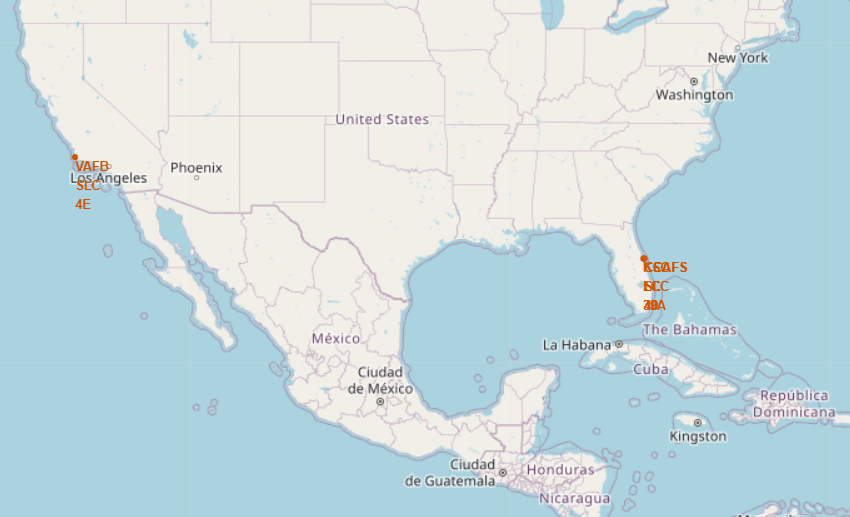 New York
Washington
United States
Phoenix
VAFB
Los Angeles
SLC
4E
The Bahamas
México
La Habana
Cuba
Ciudad
de México
República
Dominicana
Kingston
Ciudad
de Guatemala
Honduras
Nicaragua